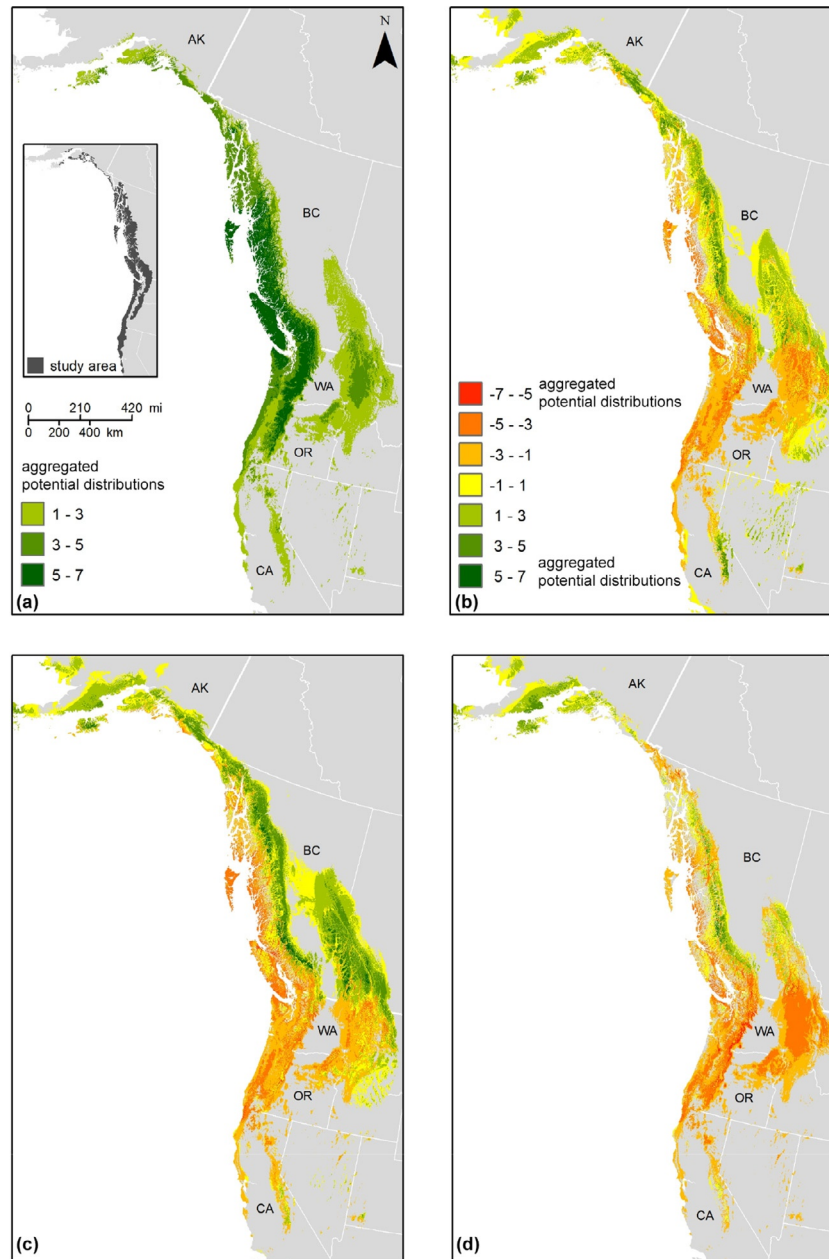 AK
N
BC
study area
0 210 420 mi
0 200 400 km
aggregated
potential distributions
1 - 3
3 - 5
5 - 7
WA
OR
CA
(a)
AK
BC
-7 - -5 aggregated
potential distributions
-5 - -3
-3 - -1
-1 - 1
1 - 3
3 - 5
5 - 7 aggregated
potential distributions
WA
OR
CA
(b)
AK
BC
WA
OR
CA
(c)
AK
BC
WA
OR
CA
(d)